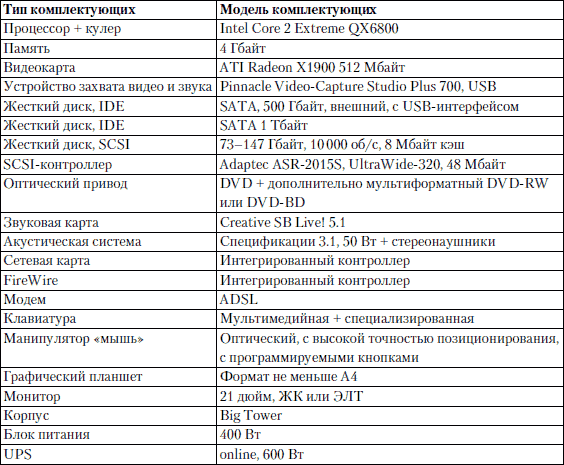 Тип комплектующих Модель комплектующих
Процессор + кулер Intel Core 2 Extreme QX6800
Память 4 Гбайт
Видеокарта ATI Radeon X1900 512 Мбайт
Устройство захвата видео и звука Pinnacle Video-Capture Studio Plus 700, USB
Жесткий диск, IDE SATA, 500 Гбайт, внешний, с USB-интерфейсом
Жесткий диск, IDE SATA 1 Тбайт
Жесткий диск, SCSI 73–147 Гбайт, 10 000 об/с, 8 Мбайт кэш
SCSI-контроллер Adaptec ASR-2015S, UltraWide-320, 48 Мбайт
Оптический привод DVD + дополнительно мультиформатный DVD-RW
или DVD-BD
Звуковая карта Creative SB Live! 5.1
Акустическая система Спецификации 3.1, 50 Вт + стереонаушники
Сетевая карта Интегрированный контроллер
FireWire Интегрированный контроллер
Модем ADSL
Клавиатура Мультимедийная + специализированная
Манипулятор «мышь» Оптический, с высокой точностью позиционирования,
с программируемыми кнопками
Графический планшет Формат не меньше А4
Монитор 21 дюйм, ЖК или ЭЛТ
Корпус Big Tower
Блок питания 400 Вт
UPS online, 600 Вт